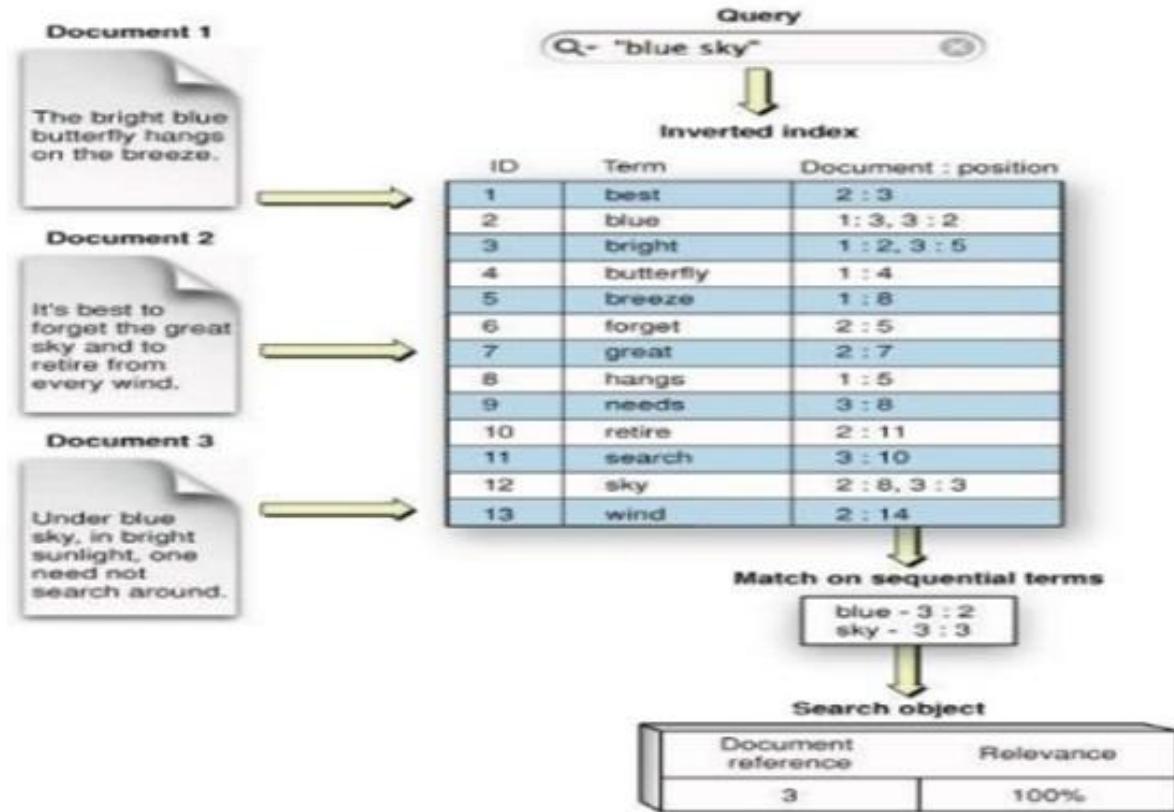 Document 1
The bright blue
butterfly hangs
on the breeze.
Document 2
It's best to
forget the great
sky and to
retire from
every wind.
Document 3
Under blue
sky, in bright
sunlight, one
need not
search around.
Query
"blue sky"
Inverted index
ID Term Document : position
1 best 2 : 3
2 blue 1: 3, 3 : 2
3 bright 1 : 2, 3 : 5
4 butterfly 1 : 4
5 breeze 1 : 8
6 forget 2 : 5
7 great 2 : 7
8 hangs 1 : 5
9 needs 3 : 8
10 retire 2 : 11
11 search 3 : 10
12 sky 2 : 8, 3 : 3
13 wind 2 : 14
Match on sequential terms
blue - 3 : 2
sky - 3 : 3
Search object
Document
reference
Relevance
3 100%